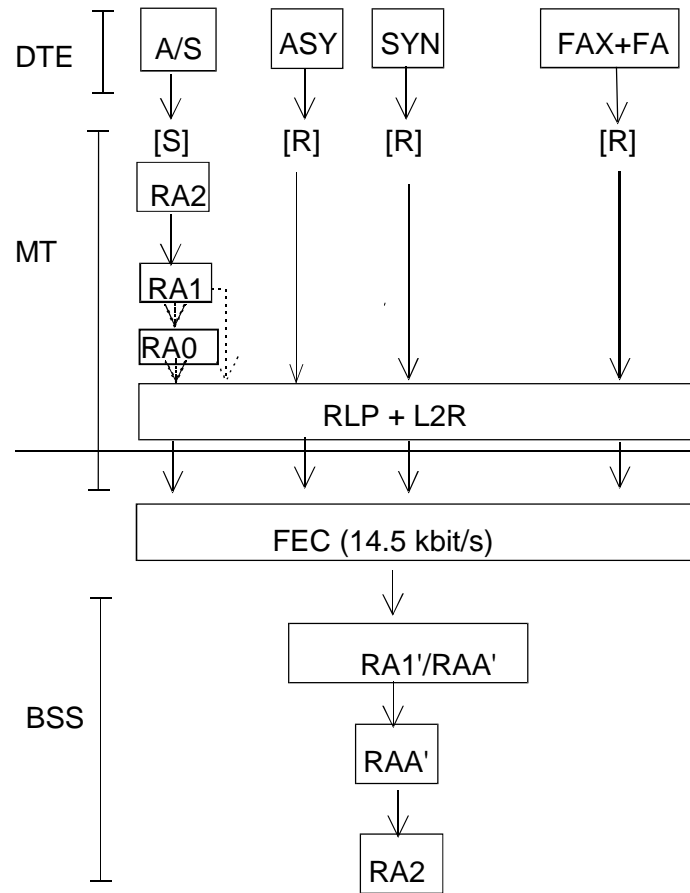 DTE
A/S ASY SYN FAX+FA
[S] [R] [R] [R]
RA2
MT
RA1
RA0
RLP + L2R
FEC (14.5 kbit/s)
RA1'/RAA'
BSS
RAA'
RA2